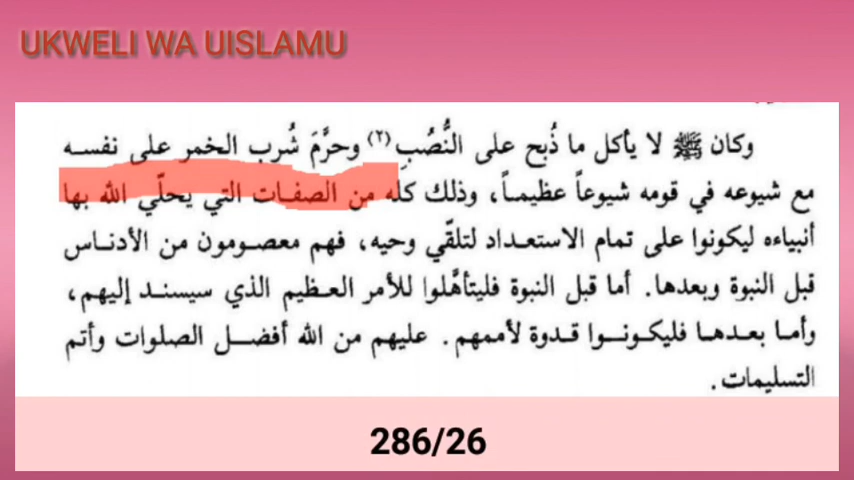 UKWELI WA UISLAMU
وكان ﷺ لا يأكل ما ذُبح على النُّصُبِ(٢) وحرَّمَ شُرب الخمر على نفسه
مع شيوعه في قومه شيوعاً عظيماً، وذلك كله من الصفات التي يحلّي الله بها
أنبياءه ليكونوا على تمام الاستعداد لتلقّي وحيه، فهم معصومون من الأدناس
قبل النبوة وبعدها. أما قبل النبوة فليتأهَّلوا للأمر العظيم الذي سيسند إليهم،
وأما بعدها فليكونوا قدوة لأممهم. عليهم من الله أفضل الصلوات وأتم
التسليمات.
286/26